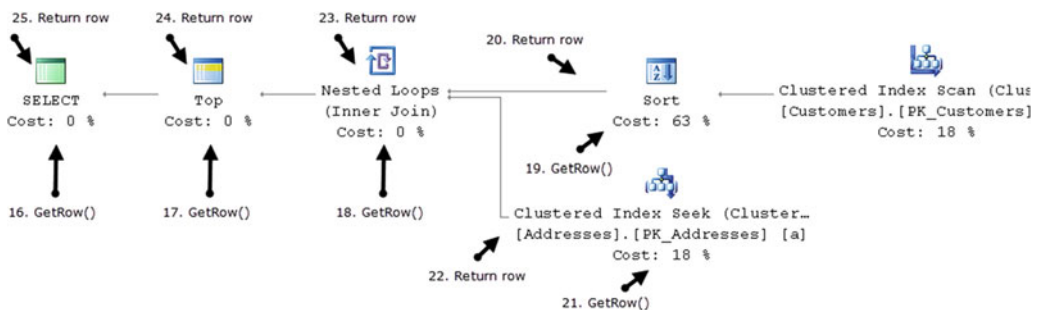 25. Return row
24. Return row
23. Return row
20. Return row
SELECT
Cost: 0 %
Top
Cost: 0 %
Nested Loops
(Inner Join)
Cost: 0 %
Sort
Cost: 63 %
Clustered Index Scan (Clus
[Customers].[PK_Customers]
Cost: 18 %
19. GetRow()
16. GetRow()
17. GetRow()
18. GetRow()
Clustered Index Seek (Cluster…
[Addresses].[PK_Addresses] [a]
Cost: 18 %
22. Return row
21. GetRow()